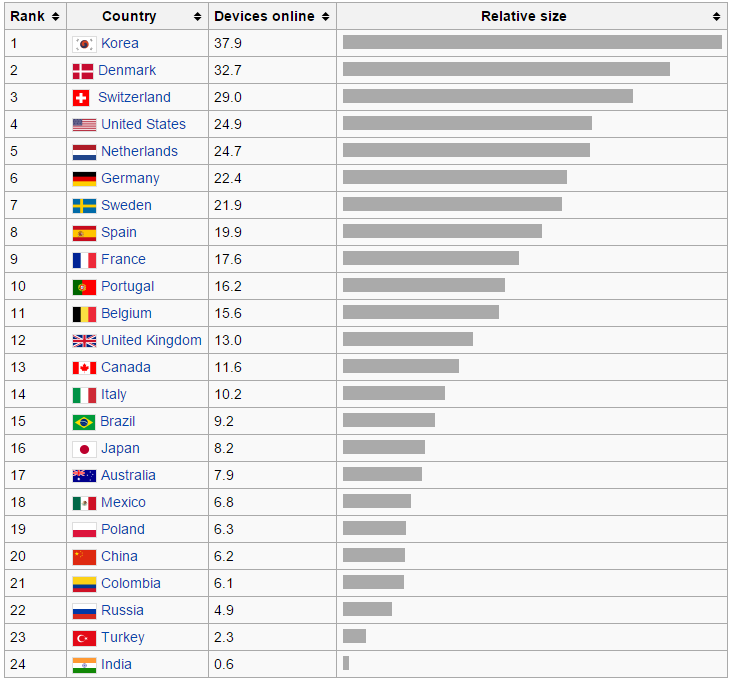 Rank Country Devices online Relative size
1 Korea 37.9
2 Denmark 32.7
3 Switzerland 29.0
4 United States 24.9
5 Netherlands 24.7
6 Germany 22.4
7 Sweden 21.9
8 Spain 19.9
9 France 17.6
10 Portugal 16.2
11 Belgium 15.6
12 United Kingdom 13.0
13 Canada 11.6
14 Italy 10.2
15 Brazil 9.2
16 Japan 8.2
17 Australia 7.9
18 Mexico 6.8
19 Poland 6.3
20 China 6.2
21 Colombia 6.1
22 Russia 4.9
23 Turkey 2.3
24 India 0.6